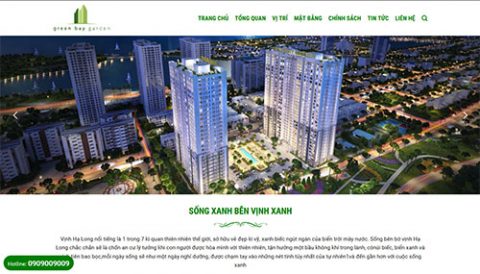 TRANG CHỦ TỔNG QUAN VỊ TRÍ MẶT BẰNG CHÍNH SÁCH TIN TỨC LIÊN HỆ
green bay garden
SỐNG XANH BÊN VỊNH XANH
Vịnh Hạ Long nổi tiếng là 1 trong 7 kì quan thiên nhiên thế giới, sở hữu vẻ đẹp kì vỹ, xanh biếc ngút ngàn của biển trời mây nước. Sống bên bờ vịnh Hạ
Long chắc chắn sẽ là chốn an cư lý tưởng khi con người được hòa mình với thiên nhiên, tận hưởng một bầu không khí trong lành, có biếc, biển xanh và
tiên bao bọc,mỗi ngày sống sẽ như một ngày nghỉ dưỡng, được chạm tay vào những nét tinh túy nhất của tự nhiên và đến gần hơn với cuộc sống
xanh
Hotline: 0909009009